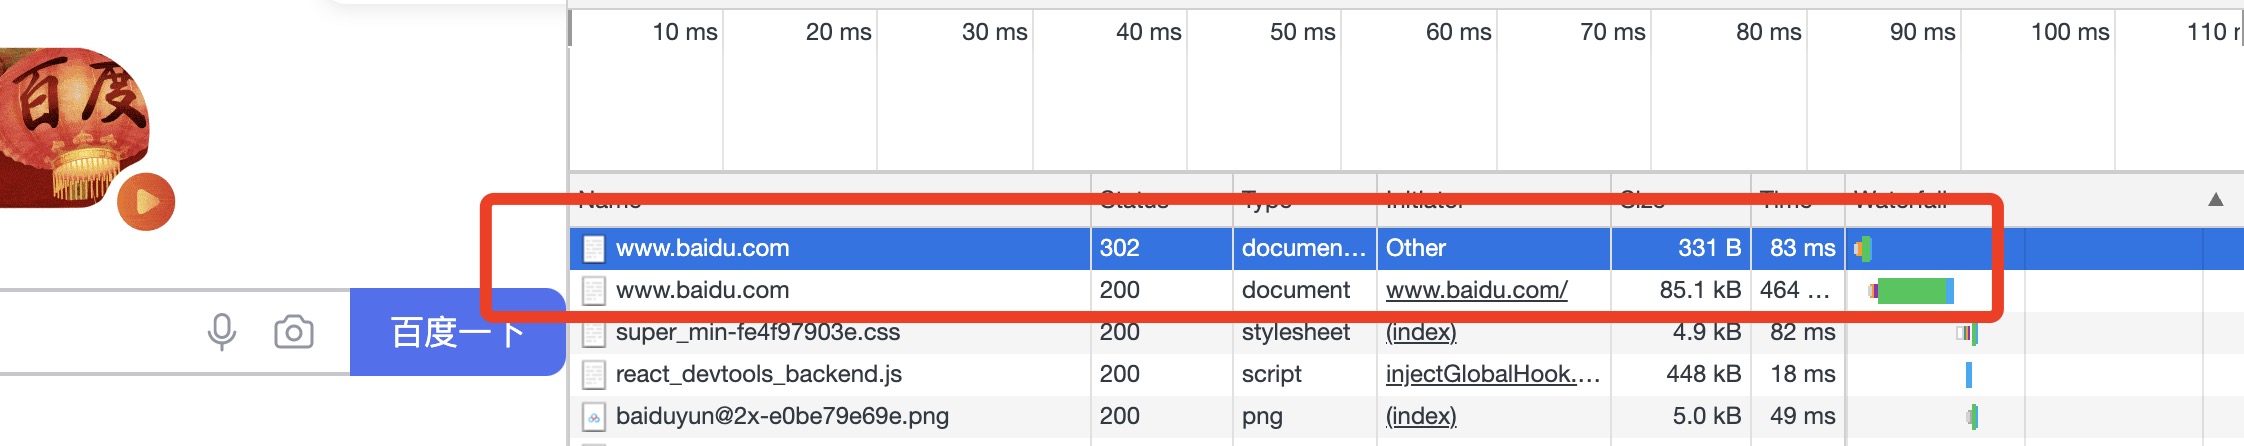 10 ms 20 ms 30 ms 40 ms 50 ms 60 ms 70 ms 80 ms 90 ms 100 ms 110
百度
Name Status Type Initiator Size Time Waterfall
www.baidu.com 302 documen... Other 331 B 83 ms
www.baidu.com 200 document www.baidu.com/ 85.1 kB 464 ...
百度一下
super_min-fe4f97903e.css 200 stylesheet (index) 4.9 kB 82 ms
react_devtools_backend.js 200 script injectGlobalHook.... 448 kB 18 ms
baiduyun@2x-e0be79e69e.png 200 png (index) 5.0 kB 49 ms